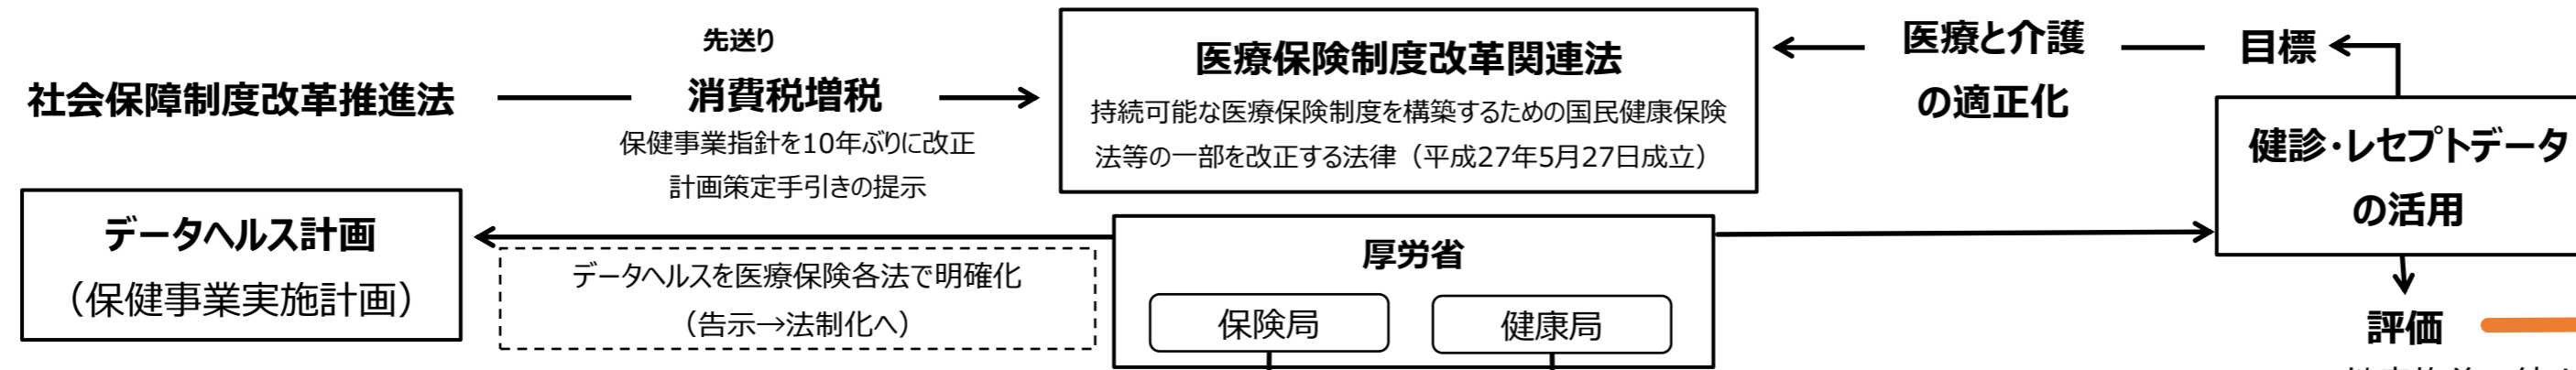 社会保障制度改革推進法
先送り
消費税増税
保健事業指針を10年ぶりに改正
計画策定手引きの提示
医療保険制度改革関連法
持続可能な医療保険制度を構築するための国民健康保険
法等の一部を改正する法律（平成27年5月27日成立）
医療と介護
の適正化
目標
健診・レセプトデータ
の活用
データヘルス計画
（保健事業実施計画）
データヘルスを医療保険各法で明確化
（告示→法制化へ）
厚労省
保険局
健康局
評価